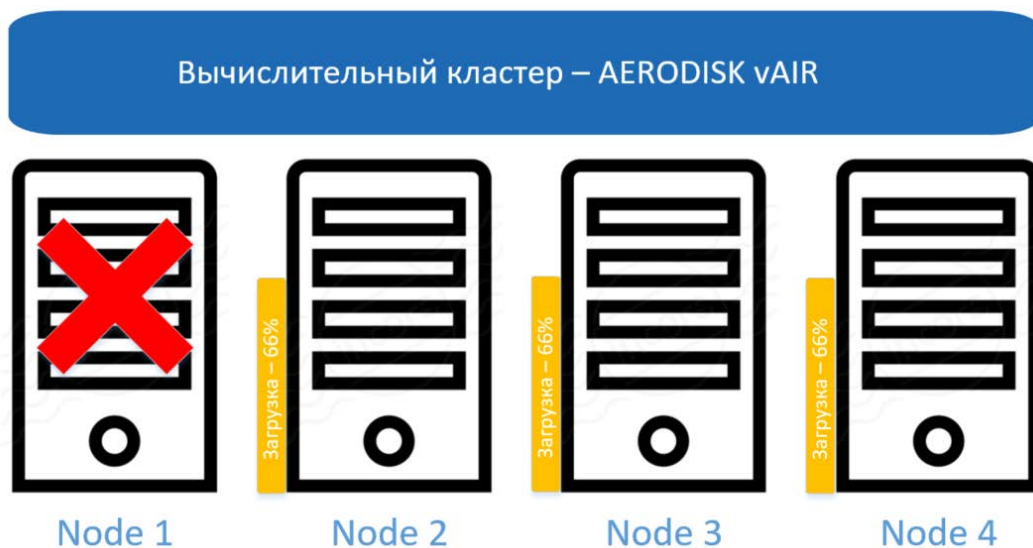 Вычислительный кластер – AERODISK vAIR
Загрузка – 66%
Загрузка – 66%
Загрузка – 66%
Node 1
Node 2
Node 3
Node 4